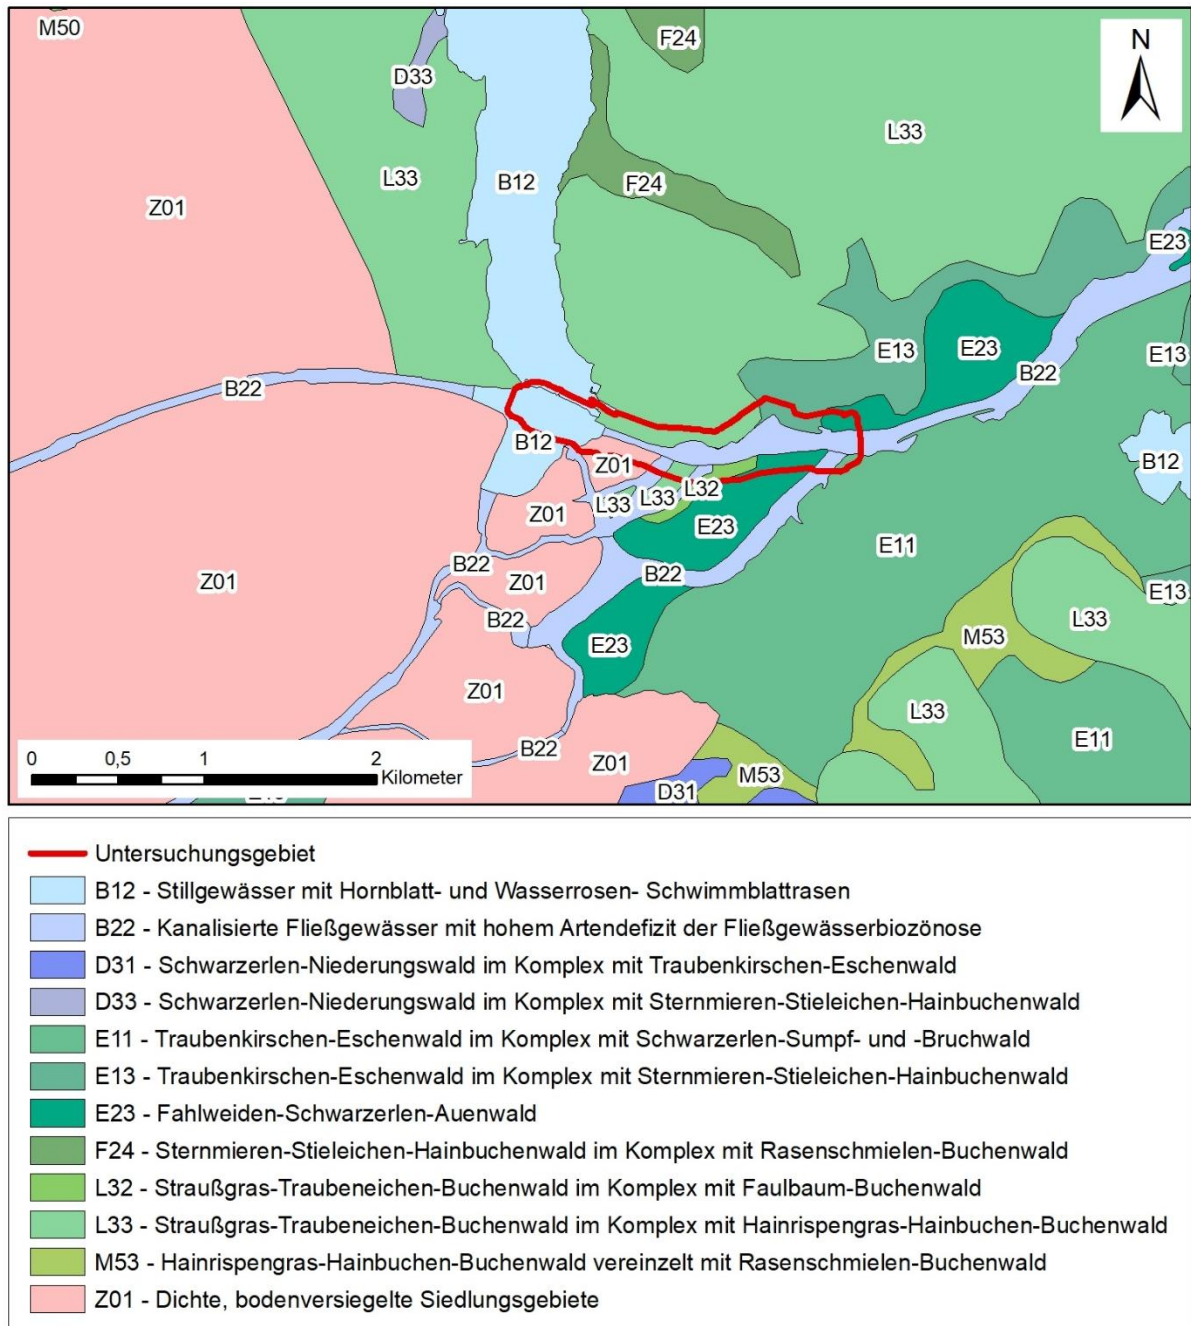 M50
F24
N
D33
L33
L33
B12
F24
Z01
E23
E13
E23
E13
B22
B22
B12
Z01
B12
L33
L33
L32
Z01
E23
E11
B22
B22
Z01
Z01
E13
B22
L33
M53
E23
Z01
L33
E11
B22
0 0,5 1 2
Kilometer
Z01
M53
D31
Untersuchungsgebiet
B12 - Stillgewässer mit Hornblatt- und Wasserrosen- Schwimmblattrasen
B22 - Kanalisierte Fließgewässer mit hohem Artendefizit der Fließgewässerbiozönose
D31 - Schwarzerlen-Niederungswald im Komplex mit Traubenkirschen-Eschenwald
D33 - Schwarzerlen-Niederungswald im Komplex mit Sternmieren-Stieleichen-Hainbuchenwald
E11 - Traubenkirschen-Eschenwald im Komplex mit Schwarzerlen-Sumpf- und -Bruchwald
E13 - Traubenkirschen-Eschenwald im Komplex mit Sternmieren-Stieleichen-Hainbuchenwald
E23 - Fahlweiden-Schwarzerlen-Auenwald
F24 - Sternmieren-Stieleichen-Hainbuchenwald im Komplex mit Rasenschmielen-Buchenwald
L32 - Straußgras-Traubeneichen-Buchenwald im Komplex mit Faulbaum-Buchenwald
L33 - Straußgras-Traubeneichen-Buchenwald im Komplex mit Hainrispengras-Hainbuchen-Buchenwald
M53 - Hainrispengras-Hainbuchen-Buchenwald vereinzelt mit Rasenschmielen-Buchenwald
Z01 - Dichte, bodenversiegelte Siedlungsgebiete